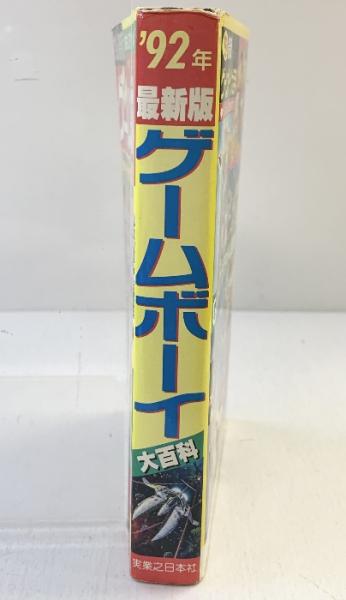 '92年
最新版
ゲームボーイ
大百科
実業之日本社